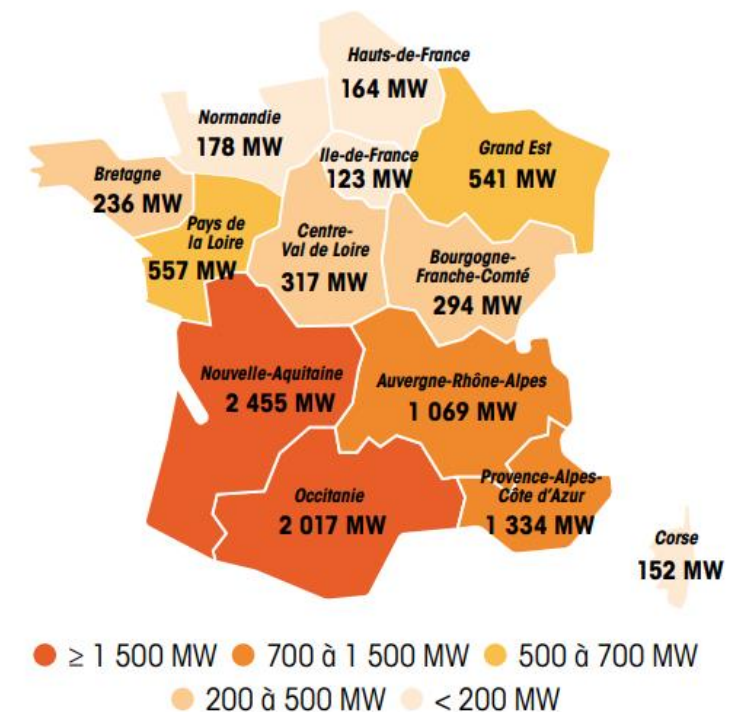 Hauts-de-France
164 MW
Normandie
178 MW
Ile-de-France
123 MW
Grand Est
541 MW
Bretagne
236 MW
Pays de
la Loire
557 MW
Centre-
Val de Loire
317 MW
Bourgogne-
Franche-Comté
294 MW
Nouvelle-Aquitaine
2 455 MW
Auvergne-Rhône-Alpes
1 069 MW
Occitanie
2 017 MW
Provence-Alpes-
Côte d'Azur
1 334 MW
Corse
152 MW
≥ 1 500 MW 700 à 1 500 MW 500 à 700 MW
200 à 500 MW < 200 MW